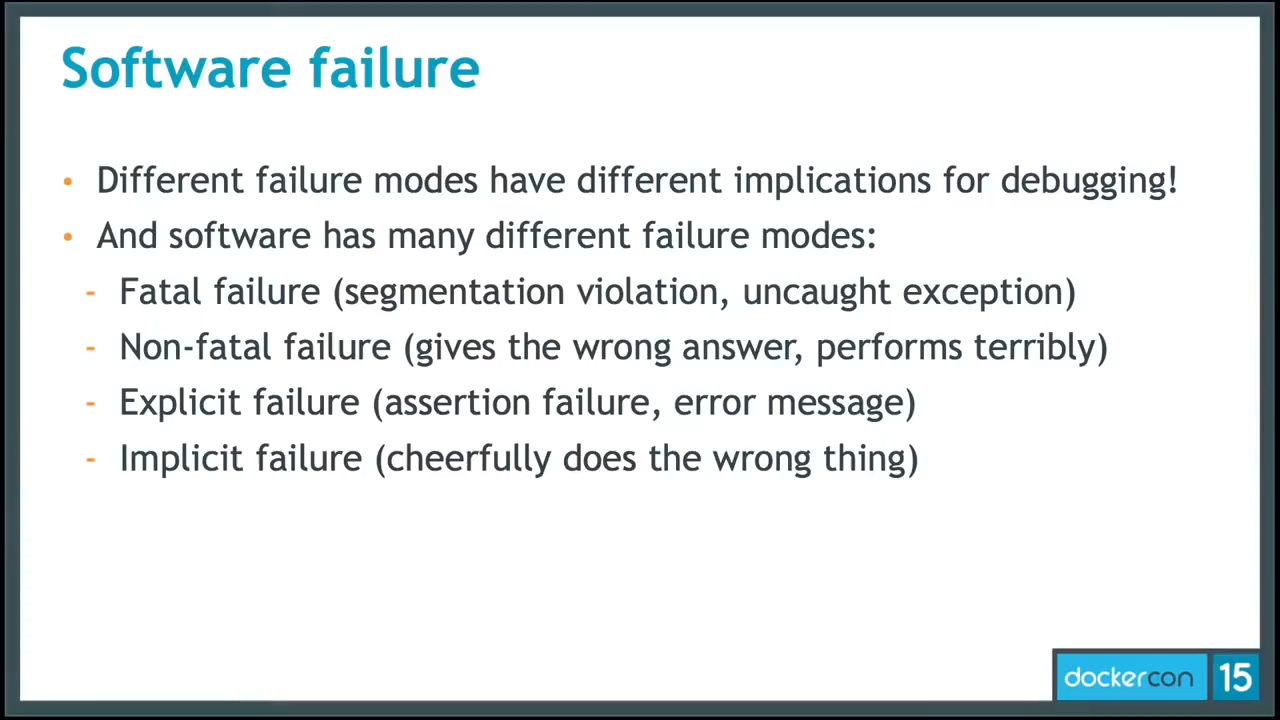 Software failure
• Different failure modes have different implications for debugging!
• And software has many different failure modes:
- Fatal failure (segmentation violation, uncaught exception)
- Non-fatal failure (gives the wrong answer, performs terribly)
- Explicit failure (assertion failure, error message)
- Implicit failure (cheerfully does the wrong thing)
dockercon 15